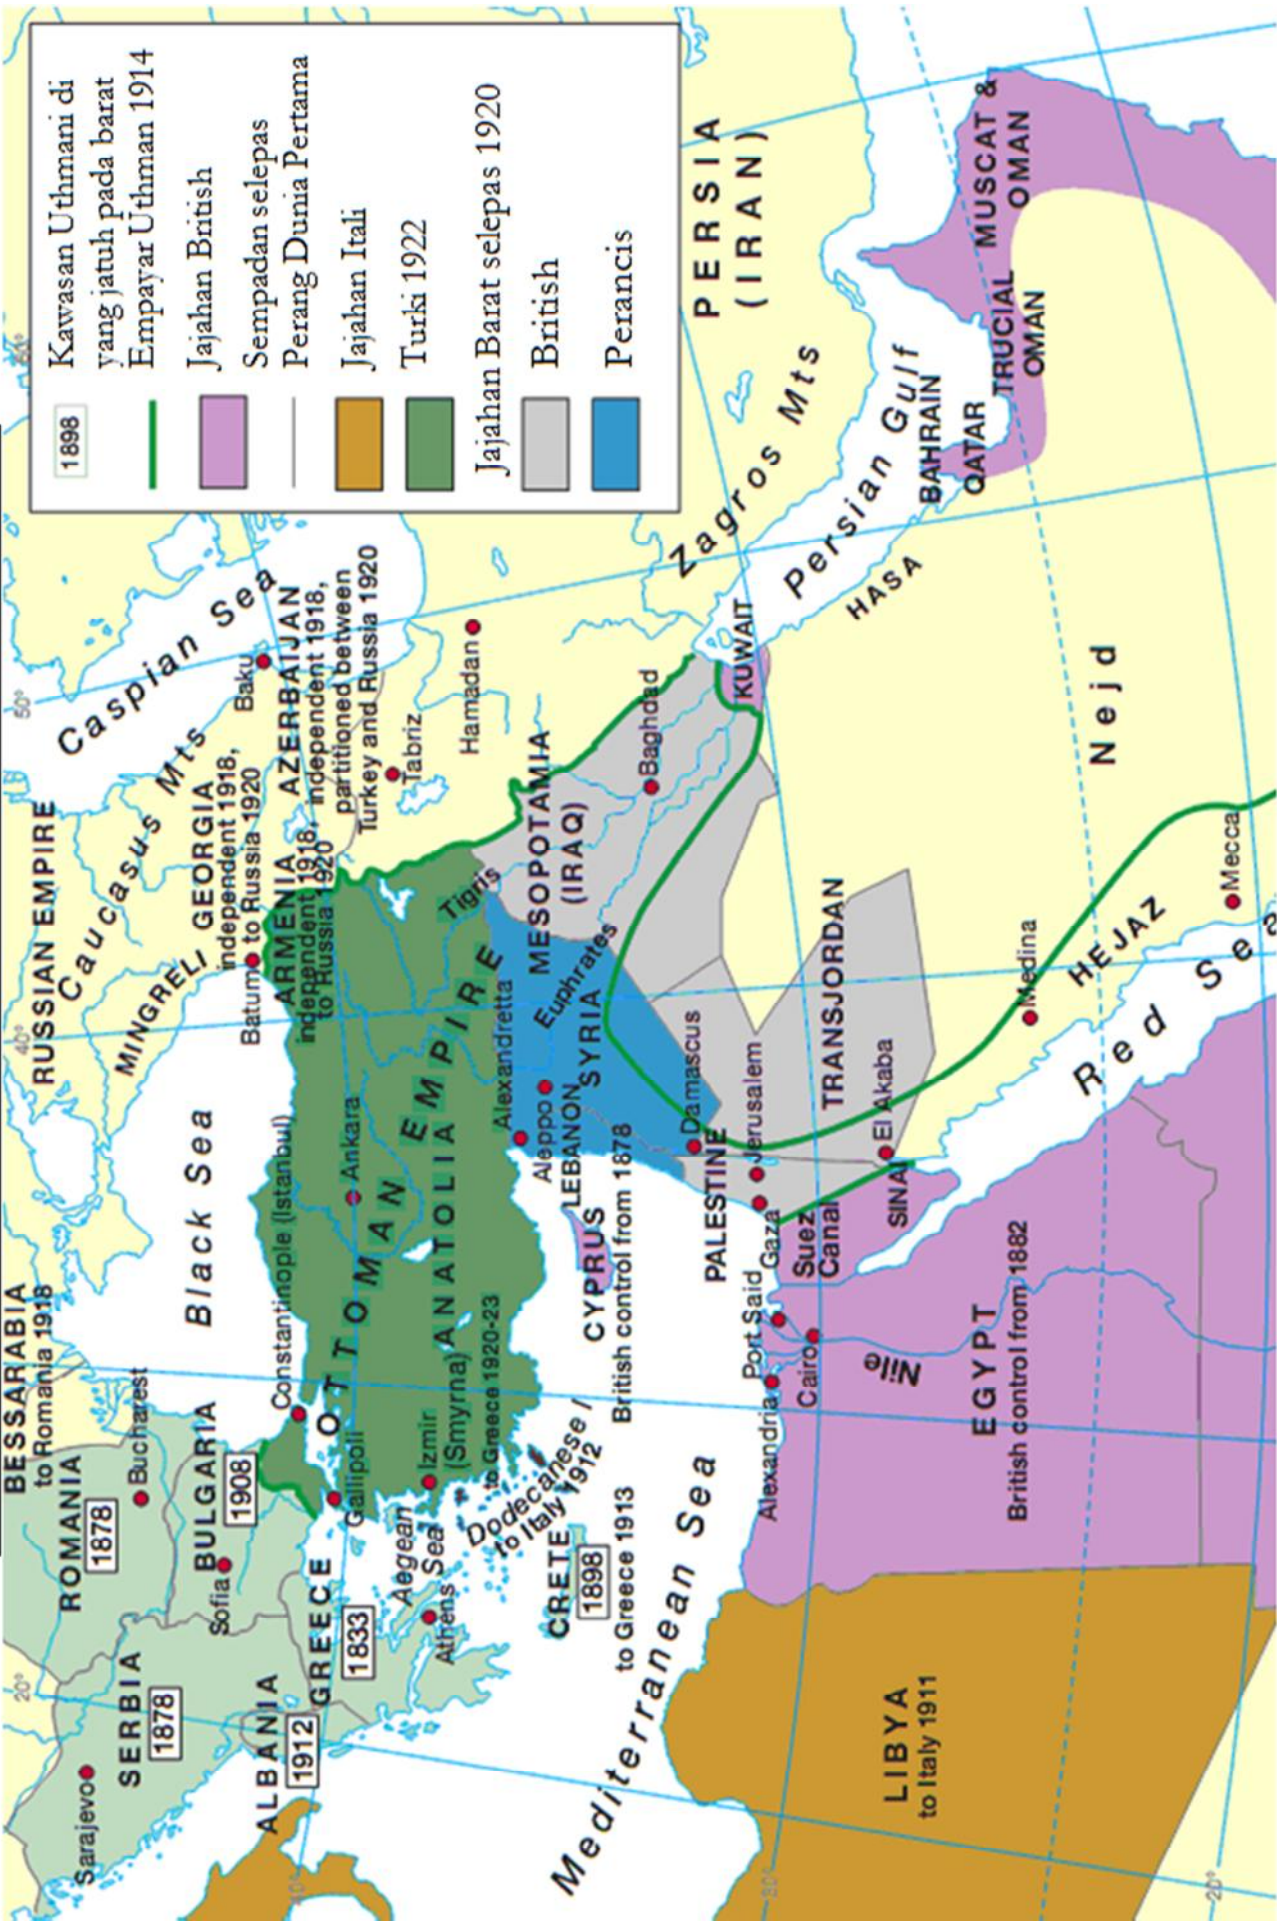 1898
Kawasan Uthmani di
yang jatuh pada barat
Empayar Uthman 1914
Jajahan British
Sempadan selepas
Perang Dunia Pertama
Jajahan Itali
Turki 1922
Jajahan Barat selepas 1920
British
Perancis
BESSARABIA
to Romania 1918
RUSSIAN EMPIRE
ROMANIA
1878
Bucharest
Sarajevo
SERBIA
1878
BULGARIA
1908
Sofia
ALBANIA
1912
GREECE
1833
Athens
Aegean
Sea
Black Sea
Caucasus Mts
MINGRELI
GEORGIA
independent 1918,
to Russia 1920
Batum
Caspian Sea
Baku
ARMENIA
independent 1918,
to Russia 1920
AZERBAIJAN
independent 1918,
partitioned between
Turkey and Russia 1920
Tabriz
Hamadan
Constantinople (Istanbul)
Gallipoli
Ankara
OTTOMAN EMPIRE
ANATOLIA
Izmir
(Smyrna)
to Greece 1920-23
Dodecanese /
to Italy 1912
CRETE
1898
to Greece 1913
Mediterranean Sea
CYPRUS
British control from 1878
Alexandretta
Aleppo
LEBANON
SYRIA
Euphrates
Tigris
MESOPOTAMIA
(IRAQ)
Baghdad
Damascus
PALESTINE
Jerusalem
Gaza
TRANSJORDAN
El Akaba
SINAI
Suez
Canal
Port Said
Alexandria
Cairo
Nile
EGYPT
British control from 1882
LIBYA
to Italy 1911
Red Sea
HEJAZ
Medina
Mecca
Nejd
KUWAIT
HASA
Persian Gulf
Zagros Mts
PERSIA
(IRAN)
BAHRAIN
QATAR
TRUCIAL
OMAN
MUSCAT &
OMAN
20°
40°
50°
40°
30°
20°